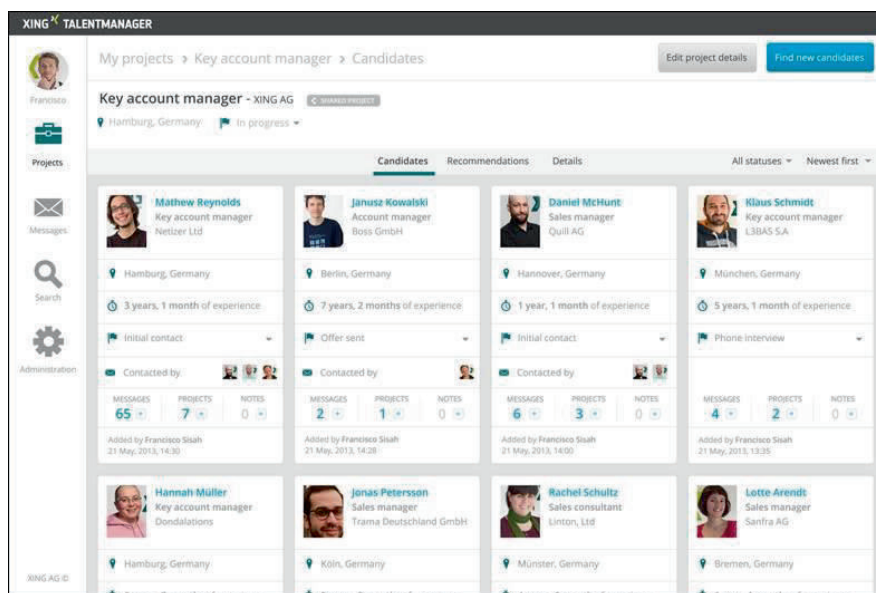 XING TALENTMANAGER
Francisco
Projects
Messages
Search
Administration
XING AG ©
My projects > Key account manager > Candidates
Edit project details
Find new candidates
Key account manager - XING AG SHARED PROJECT
Hamburg, Germany In progress
Candidates Recommendations Details All statuses Newest first
Mathew Reynolds
Key account manager
Netizer Ltd
Hamburg, Germany
3 years, 1 month of experience
Initial contact
Contacted by
MESSAGES PROJECTS NOTES
65 + 7 + 0 +
Added by Francisco Sisah
21 May, 2013, 14:30
Janusz Kowalski
Account manager
Boss GmbH
Berlin, Germany
7 years, 2 months of experience
Offer sent
Contacted by
MESSAGES PROJECTS NOTES
2 + 1 + 0 +
Added by Francisco Sisah
21 May, 2013, 14:28
Daniel McHunt
Sales manager
Quill AG
Hannover, Germany
1 year, 1 month of experience
Initial contact
Contacted by
MESSAGES PROJECTS NOTES
6 + 3 + 0 +
Added by Francisco Sisah
21 May, 2013, 14:00
Klaus Schmidt
Key account manager
L3BAS S.A
München, Germany
5 years, 1 month of experience
Phone interview
Contacted by
MESSAGES PROJECTS NOTES
4 + 2 + 0 +
Added by Francisco Sisah
21 May, 2013, 13:35
Hannah Müller
Key account manager
Dondalations
Hamburg, Germany
Jonas Petersson
Sales manager
Trama Deutschland GmbH
Köln, Germany
Rachel Schultz
Sales consultant
Linton, Ltd
Münster, Germany
Lotte Arendt
Sales manager
Sanfra AG
Bremen, Germany